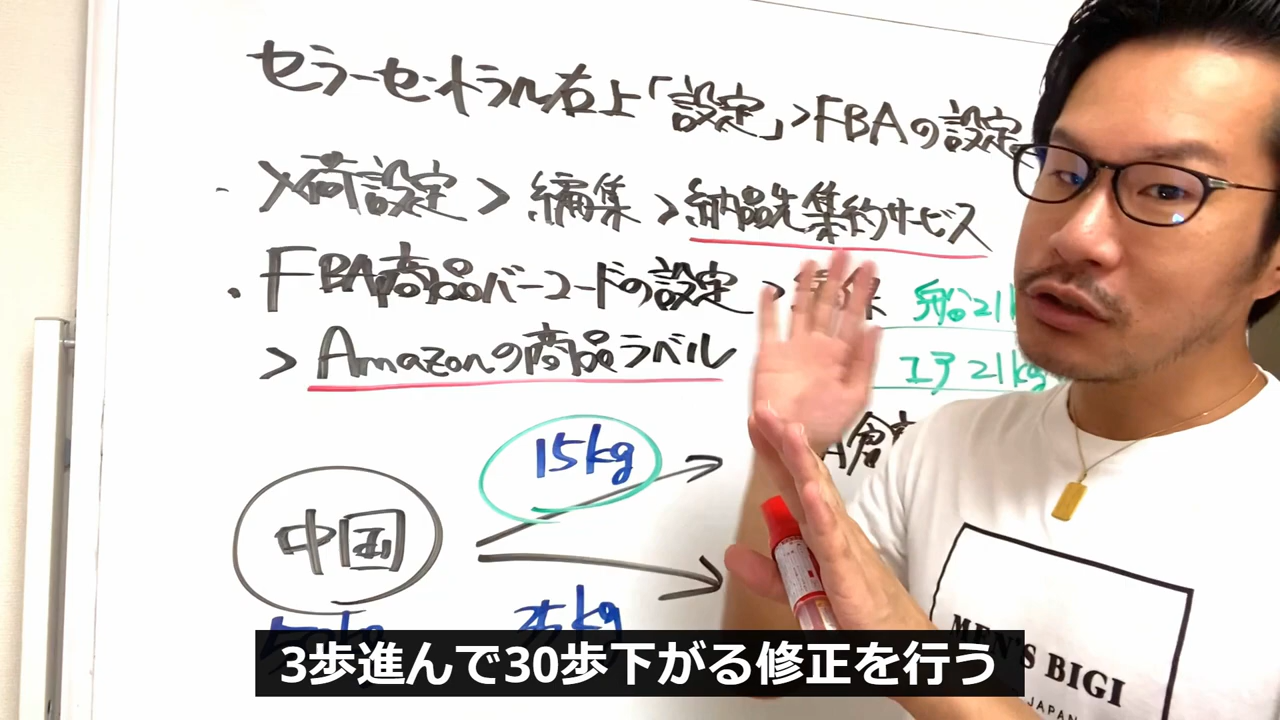 セラーセントラル右上「設定」>FBAの設定
>入荷設定>編集>納品先集約サービス
・FBA商品バーコードの設定>編集
>Amazonの商品ラベル
船21k
エア21kg
15kg
中国
35kg
50kg
MEN'S BIGI
JAPAN
3歩進んで30歩下がる修正を行う